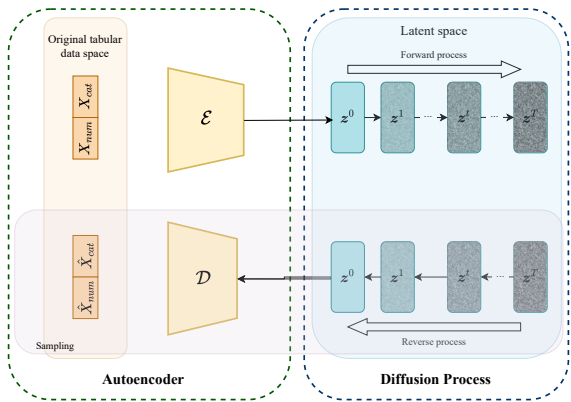 Original tabular
data space
Latent space
Forward process
X_cat
X_num
ℰ
z^0
z^1
...
z^t
...
z^T
X̂_cat
X̂_num
𝒟
z^0
z^1
z^t
...
z^T
Reverse process
Sampling
Autoencoder
Diffusion Process